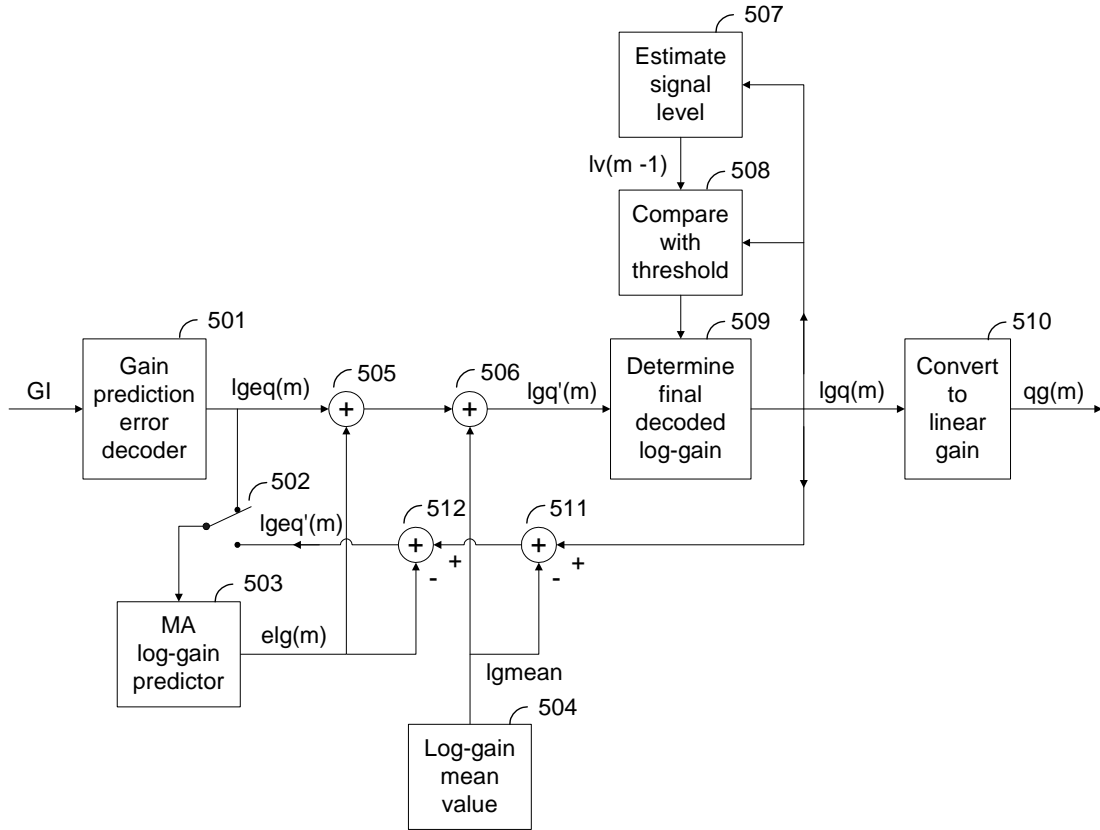 507
Estimate
signal
level
lv(m -1)
508
Compare
with
threshold
501
Gain
prediction
error
decoder
GI
lgeq(m)
505
+
506
+
lgq'(m)
509
Determine
final
decoded
log-gain
lgq(m)
510
Convert
to
linear
gain
qg(m)
502
lgeq'(m)
512
+
+
-
511
+
+
-
503
MA
log-gain
predictor
elg(m)
lgmean
504
Log-gain
mean
value